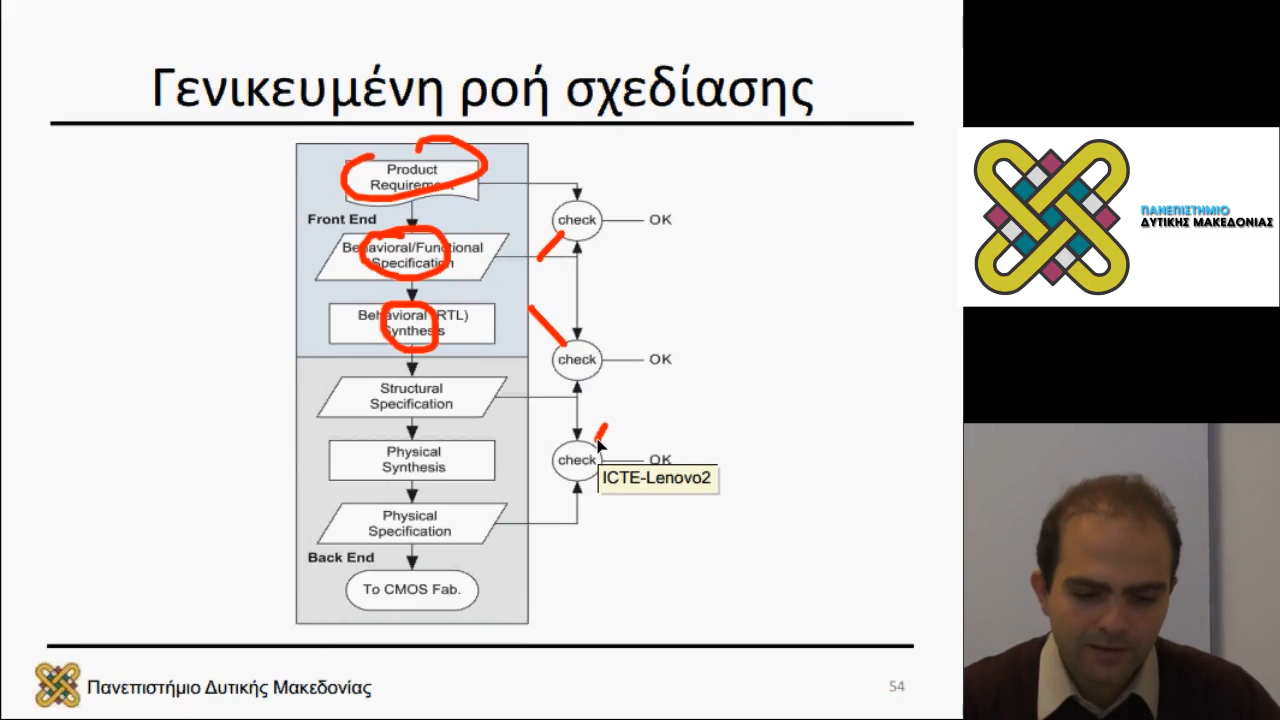 Γενικευμένη ροή σχεδίασης
Product
Requirement
check
OK
Front End
Behavioral/Functional
Specification
Behavioral (RTL)
Synthesis
check
OK
Structural
Specification
Physical
Synthesis
check
OK
ICTE-Lenovo2
Physical
Specification
Back End
To CMOS Fab.
Πανεπιστήμιο Δυτικής Μακεδονίας
54
ΠΑΝΕΠΙΣΤΗΜΙΟ
ΔΥΤΙΚΗΣ ΜΑΚΕΔΟΝΙΑΣ